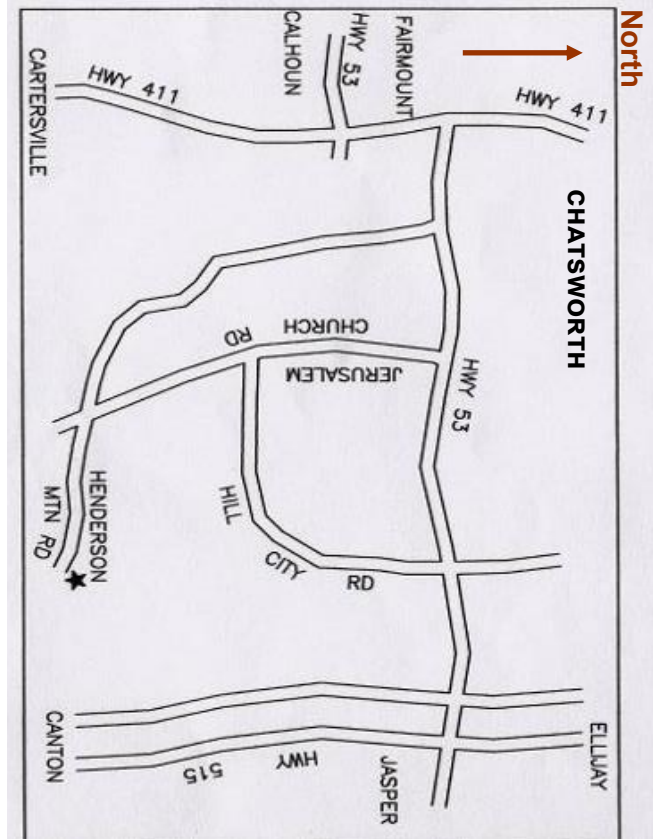 North
FAIRMOUNT
HWY 53
CALHOUN
CARTERSVILLE
HWY 411
HWY 411
CHATSWORTH
CHURCH RD
JERUSALEM
HWY 53
HILL CITY RD
HENDERSON
MTN RD
CANTON
HWY 515
JASPER
ELLIJAY